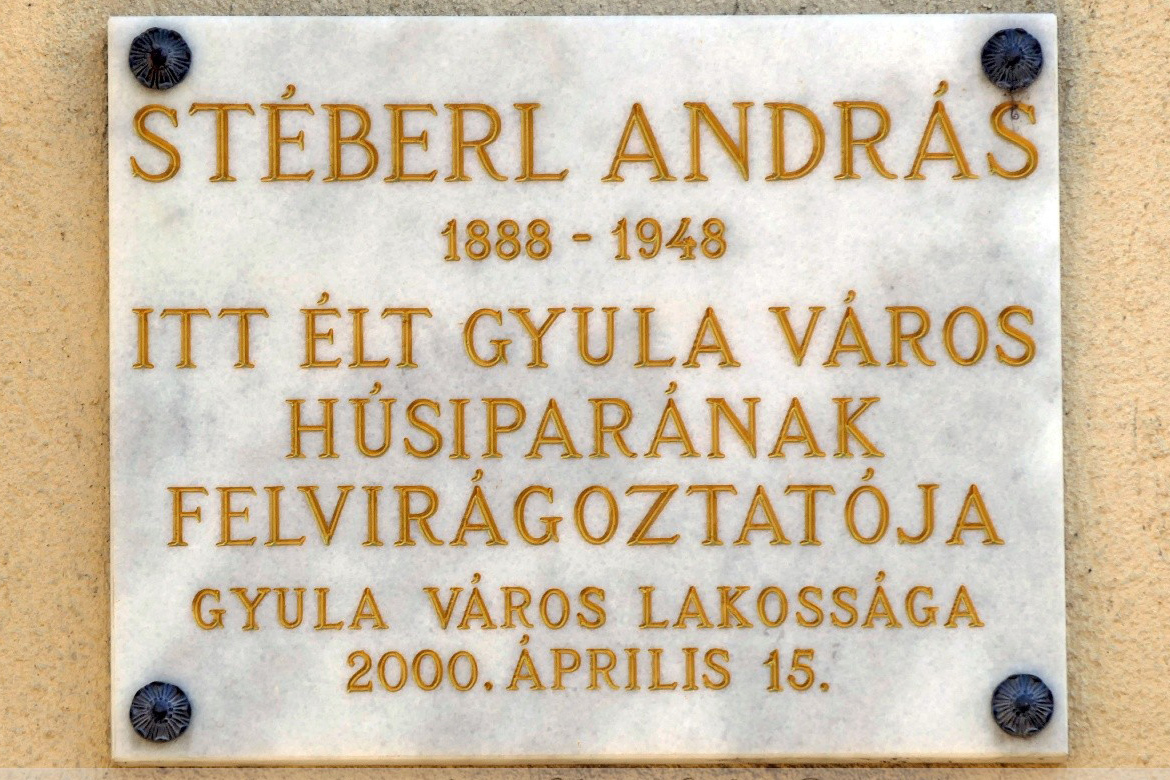 STÉBERL ANDRÁS
1888 - 1948
ITT ÉLT GYULA VÁROS
HÚSIPARÁNAK
FELVIRÁGOZTATÓJA
GYULA VÁROS LAKOSSÁGA
2000. ÁPRILIS 15.